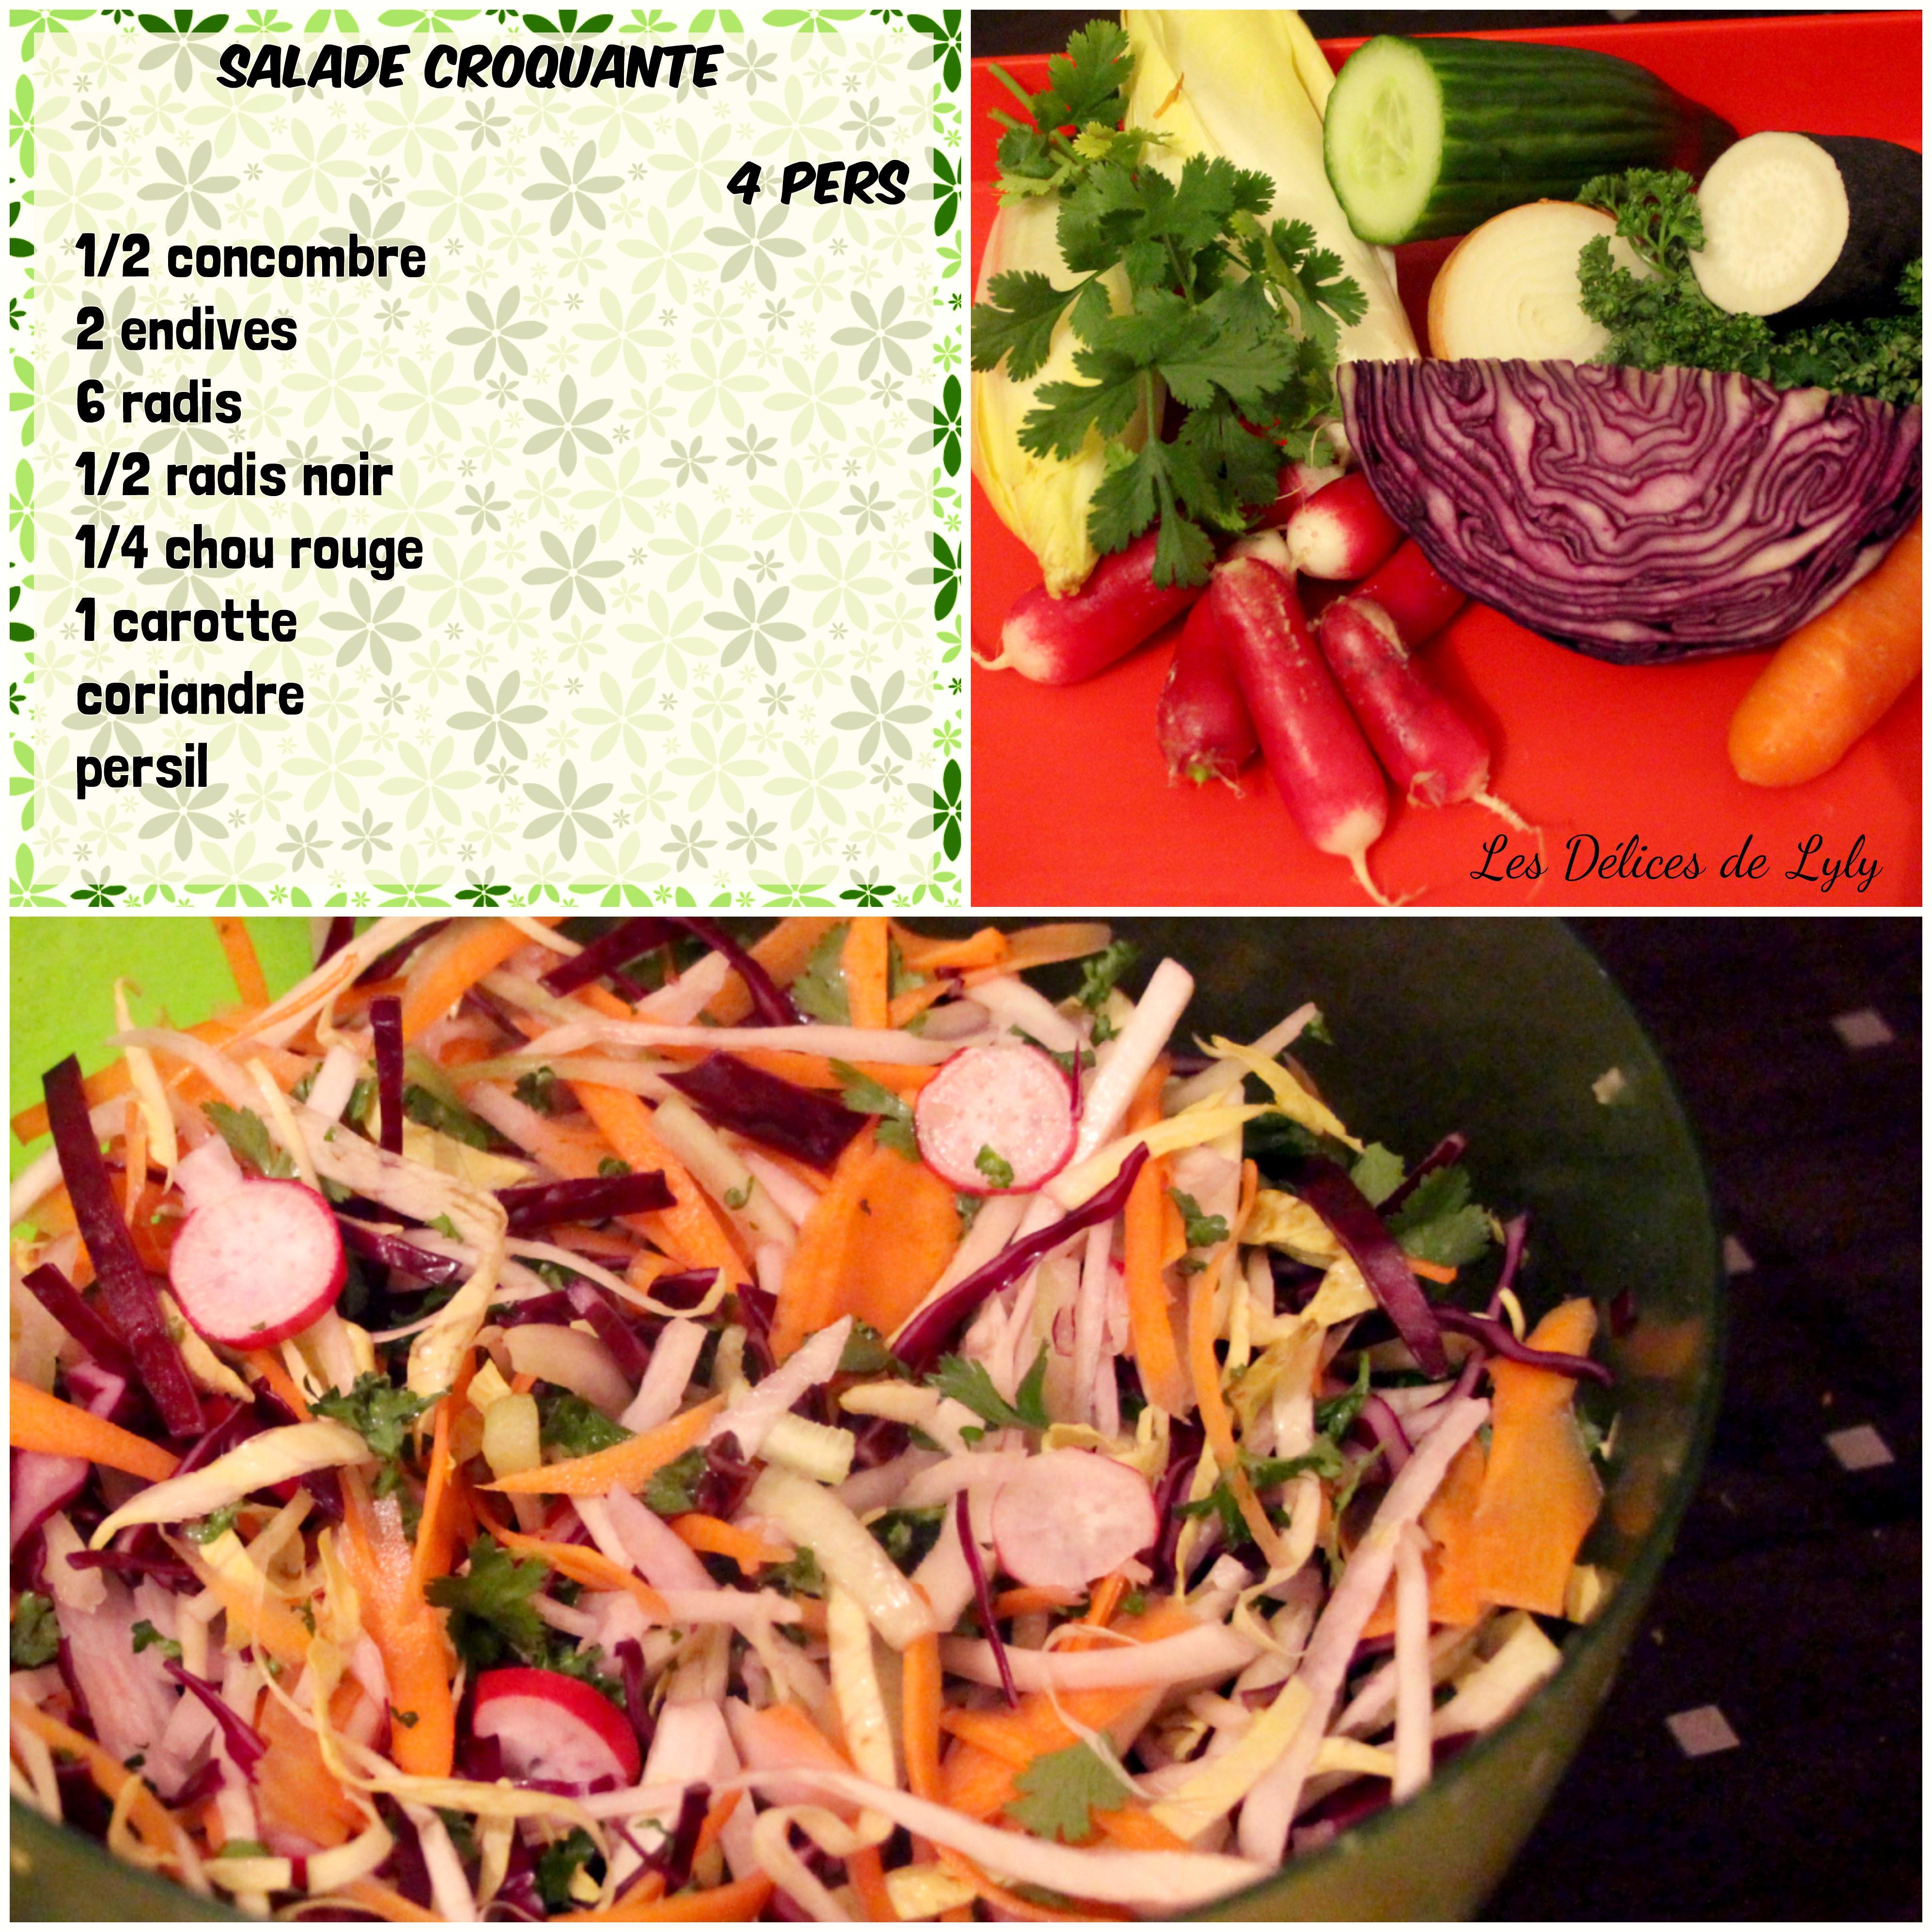 SALADE CROQUANTE
4 PERS
1/2 concombre
2 endives
6 radis
1/2 radis noir
1/4 chou rouge
1 carotte
coriandre
persil
Les Délices de Lyly